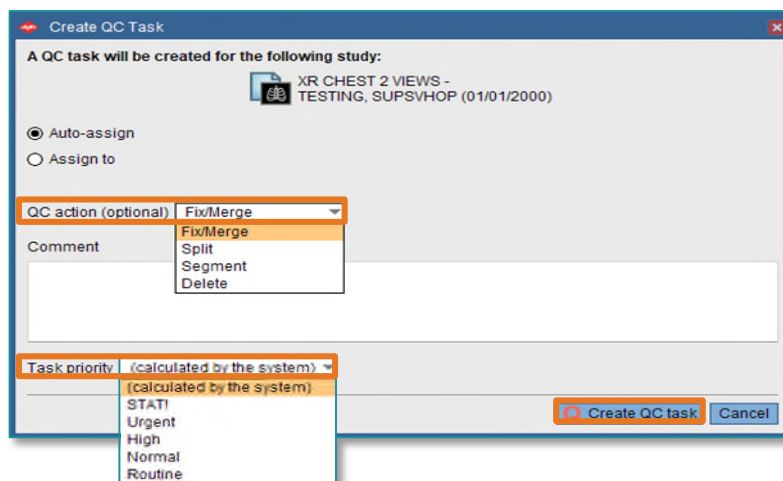 Create QC Task
A QC task will be created for the following study:
XR CHEST 2 VIEWS -
TESTING, SUPSVHOP (01/01/2000)
Auto-assign
Assign to
QC action (optional) Fix/Merge
Fix/Merge
Split
Segment
Delete
Comment
Task priority (calculated by the system)
(calculated by the system)
STAT!
Urgent
High
Normal
Routine
Create QC task Cancel